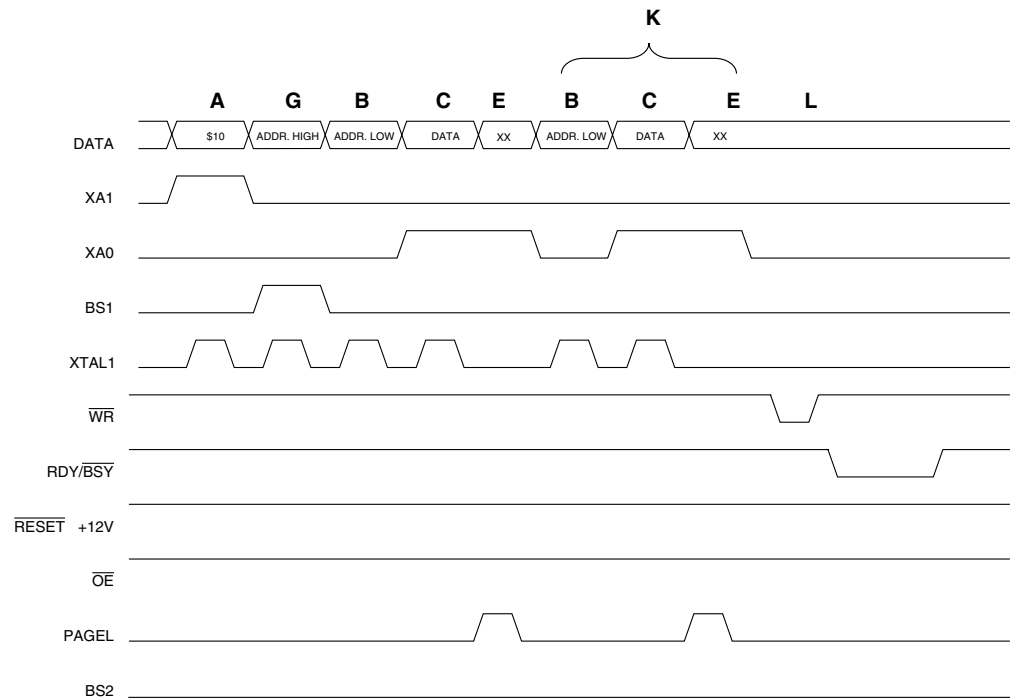 K
A G B C E B C E L
DATA $10 ADDR. HIGH ADDR. LOW DATA XX ADDR. LOW DATA XX
XA1
XA0
BS1
XTAL1
WR
RDY/BSY
RESET +12V
OE
PAGEL
BS2